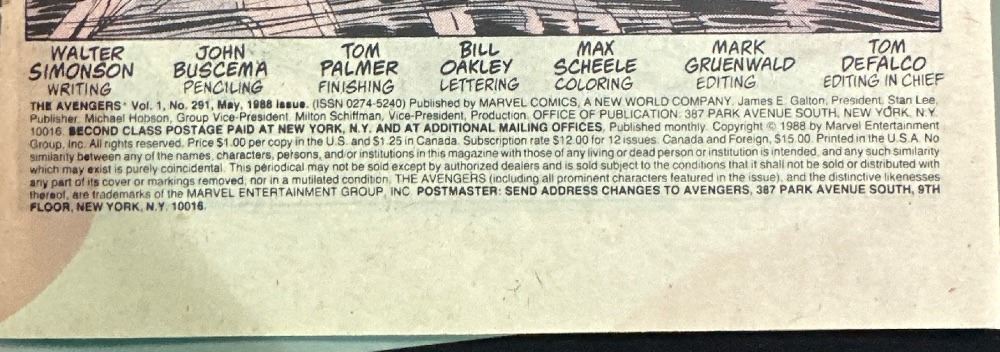 WALTER SIMONSON WRITING
JOHN BUSCEMA PENCILING
TOM PALMER FINISHING
BILL OAKLEY LETTERING
MAX SCHEELE COLORING
MARK GRUENWALD EDITING
TOM DEFALCO EDITING IN CHIEF
THE AVENGERS® Vol. 1, No. 291, May, 1988 issue. (ISSN 0274-5240) Published by MARVEL COMICS, A NEW WORLD COMPANY. James E. Galton, President. Stan Lee,
Publisher. Michael Hobson, Group Vice-President. Milton Schiffman, Vice-President, Production. OFFICE OF PUBLICATION: 387 PARK AVENUE SOUTH, NEW YORK, N.Y.
10016. SECOND CLASS POSTAGE PAID AT NEW YORK, N.Y. AND AT ADDITIONAL MAILING OFFICES. Published monthly. Copyright © 1988 by Marvel Entertainment
Group, Inc. All rights reserved. Price $1.00 per copy in the U.S. and $1.25 in Canada. Subscription rate $12.00 for 12 issues. Canada and Foreign, $15.00. Printed in the U.S.A. No
similarity between any of the names, characters, persons, and/or institutions in this magazine with those of any living or dead person or institution is intended, and any such similarity
which may exist is purely coincidental. This periodical may not be sold except by authorized dealers and is sold subject to the conditions that it shall not be sold or distributed with
any part of its cover or markings removed, nor in a mutilated condition. THE AVENGERS (including all prominent characters featured in the issue), and the distinctive likenesses
thereof, are trademarks of the MARVEL ENTERTAINMENT GROUP, INC. POSTMASTER: SEND ADDRESS CHANGES TO AVENGERS, 387 PARK AVENUE SOUTH, 9TH
FLOOR, NEW YORK, N.Y. 10016.